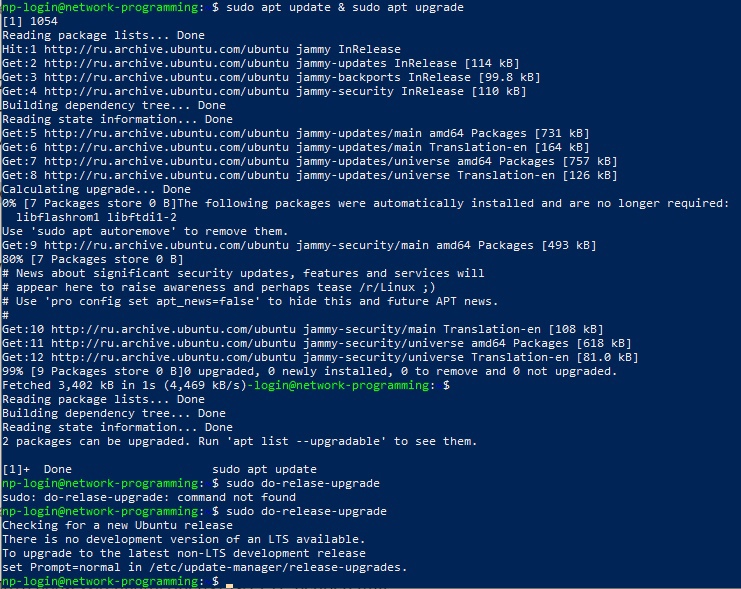 np-login@network-programming: $ sudo apt update & sudo apt upgrade
[1] 1054
Reading package lists... Done
Hit:1 http://ru.archive.ubuntu.com/ubuntu jammy InRelease
Get:2 http://ru.archive.ubuntu.com/ubuntu jammy-updates InRelease [114 kB]
Get:3 http://ru.archive.ubuntu.com/ubuntu jammy-backports InRelease [99.8 kB]
Get:4 http://ru.archive.ubuntu.com/ubuntu jammy-security InRelease [110 kB]
Building dependency tree... Done
Reading state information... Done
Get:5 http://ru.archive.ubuntu.com/ubuntu jammy-updates/main amd64 Packages [731 kB]
Get:6 http://ru.archive.ubuntu.com/ubuntu jammy-updates/main Translation-en [164 kB]
Get:7 http://ru.archive.ubuntu.com/ubuntu jammy-updates/universe amd64 Packages [757 kB]
Get:8 http://ru.archive.ubuntu.com/ubuntu jammy-updates/universe Translation-en [126 kB]
Calculating upgrade... Done
0% [7 Packages store 0 B]The following packages were automatically installed and are no longer required:
  libflashrom1 libftdi1-2
Use 'sudo apt autoremove' to remove them.
Get:9 http://ru.archive.ubuntu.com/ubuntu jammy-security/main amd64 Packages [493 kB]
80% [7 Packages store 0 B]
# News about significant security updates, features and services will
# appear here to raise awareness and perhaps tease /r/Linux ;)
# Use 'pro config set apt_news=false' to hide this and future APT news.
#
Get:10 http://ru.archive.ubuntu.com/ubuntu jammy-security/main Translation-en [108 kB]
Get:11 http://ru.archive.ubuntu.com/ubuntu jammy-security/universe amd64 Packages [618 kB]
Get:12 http://ru.archive.ubuntu.com/ubuntu jammy-security/universe Translation-en [81.0 kB]
99% [9 Packages store 0 B]0 upgraded, 0 newly installed, 0 to remove and 0 not upgraded.
Fetched 3,402 kB in 1s (4,469 kB/s)-login@network-programming: $
Reading package lists... Done
Building dependency tree... Done
Reading state information... Done
2 packages can be upgraded. Run 'apt list --upgradable' to see them.

[1]+  Done                    sudo apt update
np-login@network-programming: $ sudo do-relase-upgrade
sudo: do-relase-upgrade: command not found
np-login@network-programming: $ sudo do-release-upgrade
Checking for a new Ubuntu release
There is no development version of an LTS available.
To upgrade to the latest non-LTS development release
set Prompt=normal in /etc/update-manager/release-upgrades.
np-login@network-programming: $